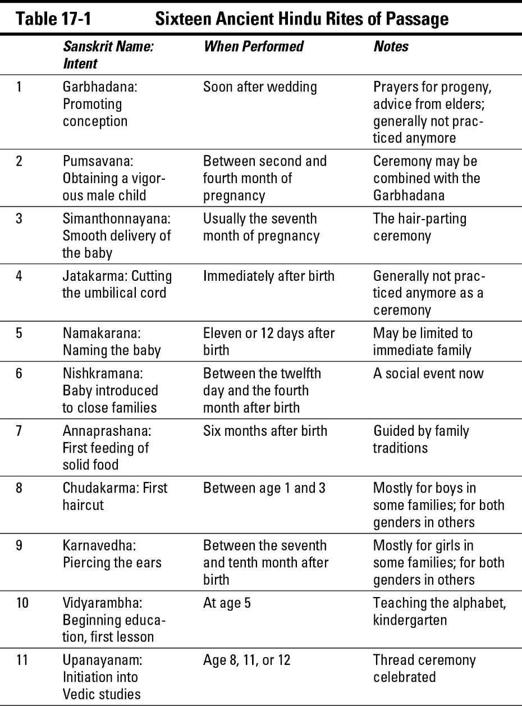 Table 17-1 Sixteen Ancient Hindu Rites of Passage
Sanskrit Name: When Performed Notes
Intent
1 Garbhadana: Soon after wedding Prayers for progeny,
Promoting advice from elders;
conception generally not prac-
ticed anymore
2 Pumsavana: Between second and Ceremony may be
Obtaining a vigor- fourth month of combined with the
ous male child pregnancy Garbhadana
3 Simanthonnayana: Usually the seventh The hair-parting
Smooth delivery of month of pregnancy ceremony
the baby
4 Jatakarma: Cutting Immediately after birth Generally not prac-
the umbilical cord ticed anymore as a
ceremony
5 Namakarana: Eleven or 12 days after May be limited to
Naming the baby birth immediate family
6 Nishkramana: Between the twelfth A social event now
Baby introduced day and the fourth
to close families month after birth
7 Annaprashana: Six months after birth Guided by family
First feeding of traditions
solid food
8 Chudakarma: First Between age 1 and 3 Mostly for boys in
haircut some families; for both
genders in others
9 Karnavedha: Between the seventh Mostly for girls in
Piercing the ears and tenth month after some families; for both
birth genders in others
10 Vidyarambha: At age 5 Teaching the alphabet,
Beginning educa- kindergarten
tion, first lesson
11 Upanayanam: Age 8, 11, or 12 Thread ceremony
Initiation into celebrated
Vedic studies